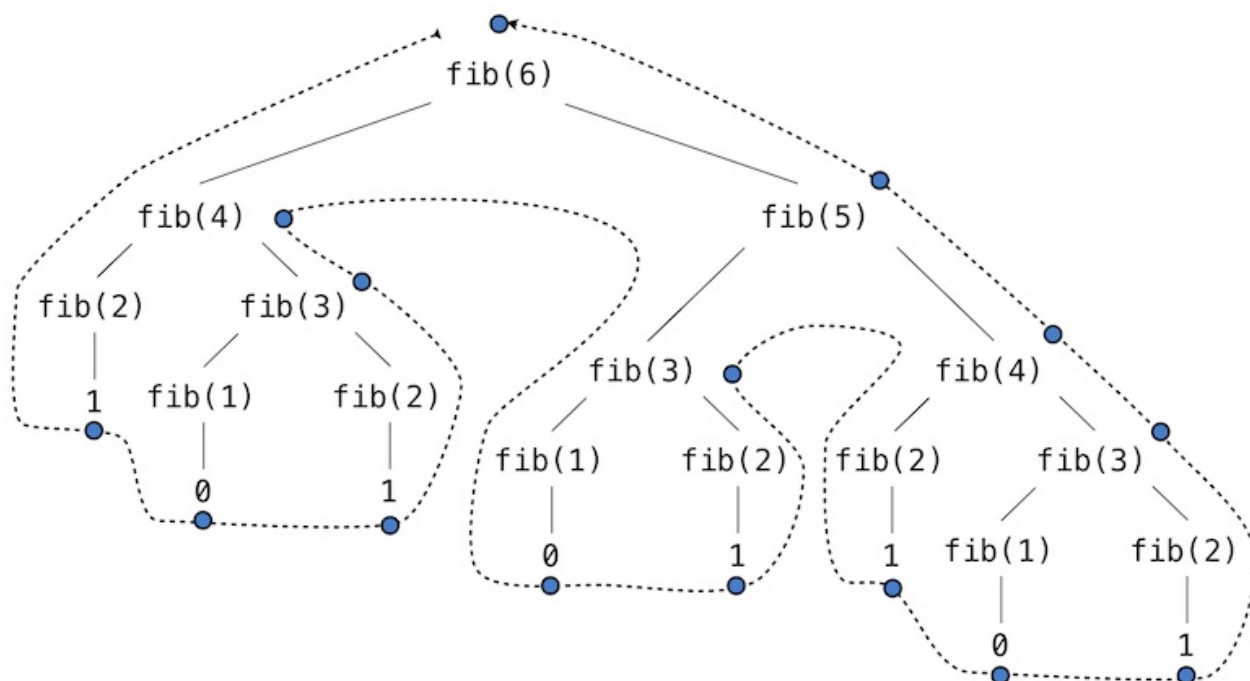 fib(6)
fib(4) fib(5)
fib(2) fib(3)
fib(3) fib(4)
1 fib(1) fib(2)
fib(1) fib(2) fib(2) fib(3)
0 1
0 1 1 fib(1) fib(2)
0 1